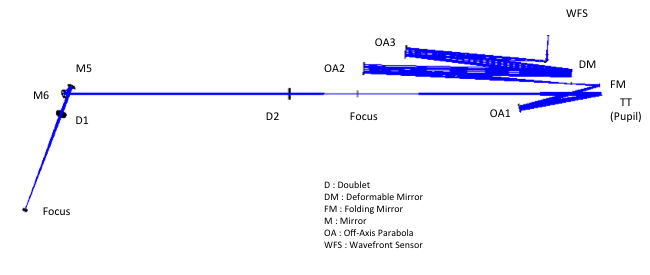 WFS
OA3
M5
OA2
DM
FM
M6
TT
(Pupil)
OA1
D1
D2
Focus
Focus
D : Doublet
DM : Deformable Mirror
FM : Folding Mirror
M : Mirror
OA : Off-Axis Parabola
WFS : Wavefront Sensor